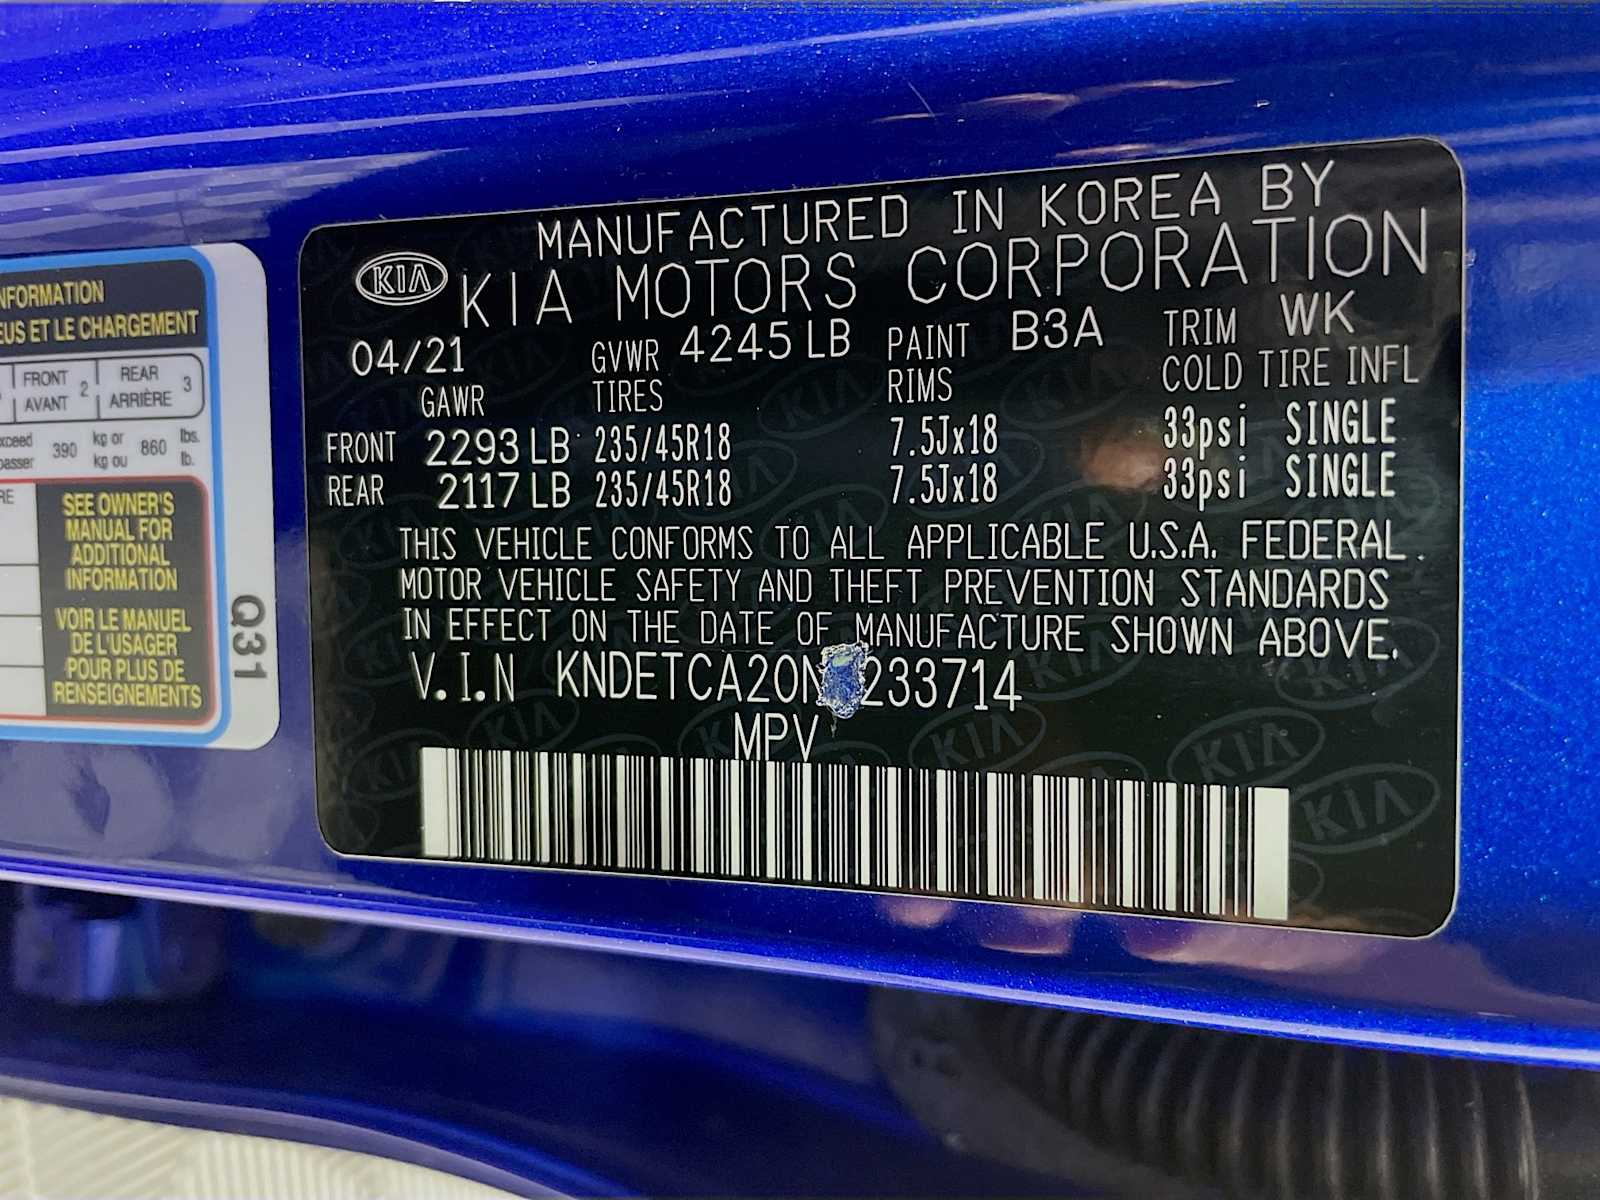 NFORMATION
EUS ET LE CHARGEMENT
FRONT 2 REAR 3
AVANT ARRIÈRE
xceed 390 kg or 860 lbs.
passer kg ou lb.
RE
SEE OWNER'S
MANUAL FOR
ADDITIONAL
INFORMATION
VOIR LE MANUEL
DE L'USAGER
POUR PLUS DE
RENSEIGNEMENTS
Q31
KIA
MANUFACTURED IN KOREA BY
KIA MOTORS CORPORATION
04/21 GVWR 4245 LB PAINT B3A TRIM WK
GAWR TIRES RIMS COLD TIRE INFL
FRONT 2293 LB 235/45R18 7.5Jx18 33psi SINGLE
REAR 2117 LB 235/45R18 7.5Jx18 33psi SINGLE
THIS VEHICLE CONFORMS TO ALL APPLICABLE U.S.A. FEDERAL
MOTOR VEHICLE SAFETY AND THEFT PREVENTION STANDARDS
IN EFFECT ON THE DATE OF MANUFACTURE SHOWN ABOVE.
V.I.N KNDETCA20N 233714
MPV